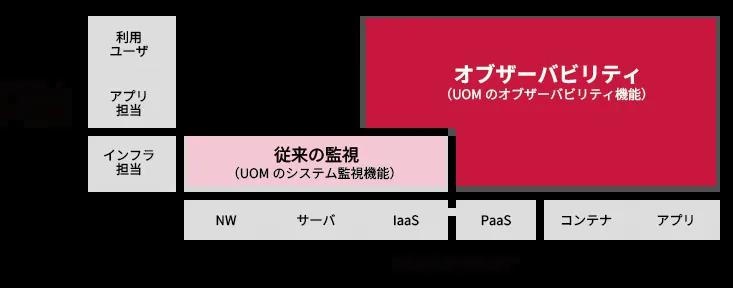 利用
ユーザ
アプリ
担当
インフラ
担当
オブザーバビリティ
（UOM のオブザーバビリティ機能）
従来の監視
（UOM のシステム監視機能）
NW
サーバ
IaaS
PaaS
コンテナ
アプリ